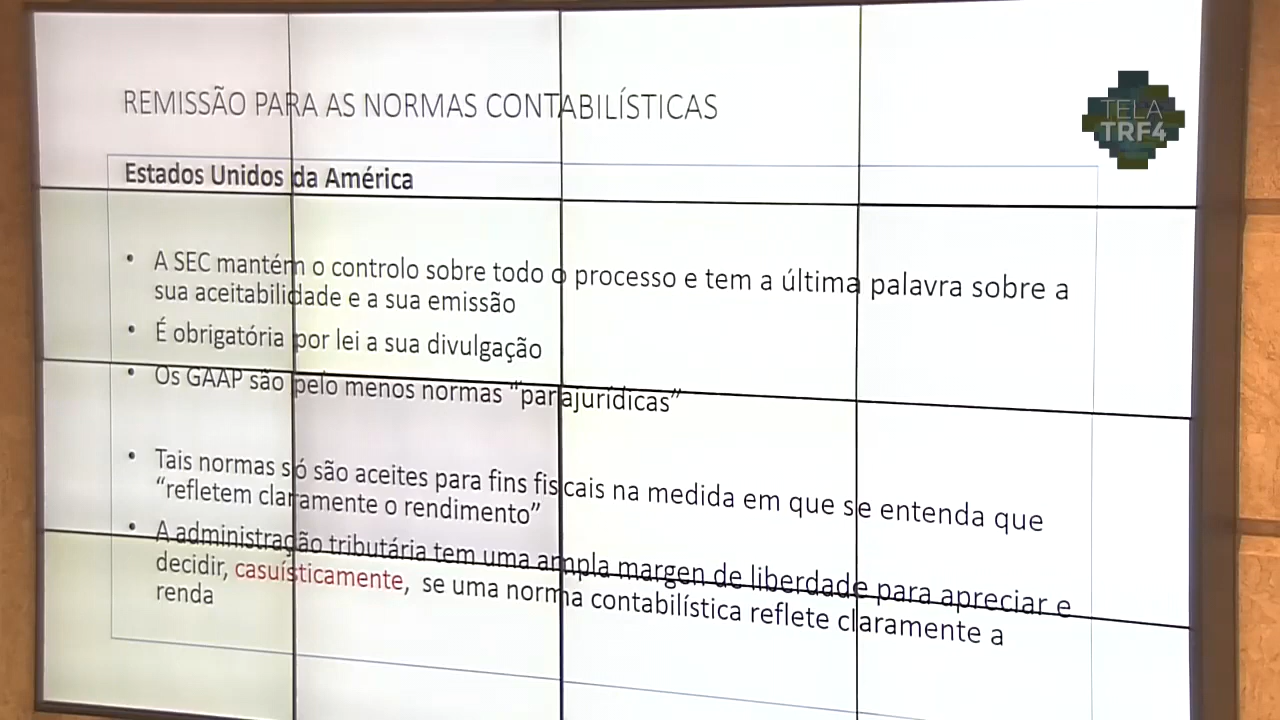 REMISSÃO PARA AS NORMAS CONTABILÍSTICAS
TELA
TRF4
Estados Unidos da América
• A SEC mantém o controlo sobre todo o processo e tem a última palavra sobre a
sua aceitabilidade e a sua emissão
• É obrigatória por lei a sua divulgação
• Os GAAP são pelo menos normas “parajurídicas”
• Tais normas só são aceites para fins fiscais na medida em que se entenda que
“refletem claramente o rendimento”
• A administração tributária tem uma ampla margen de liberdade para apreciar e
decidir, casuísticamente, se uma norma contabilística reflete claramente a
renda